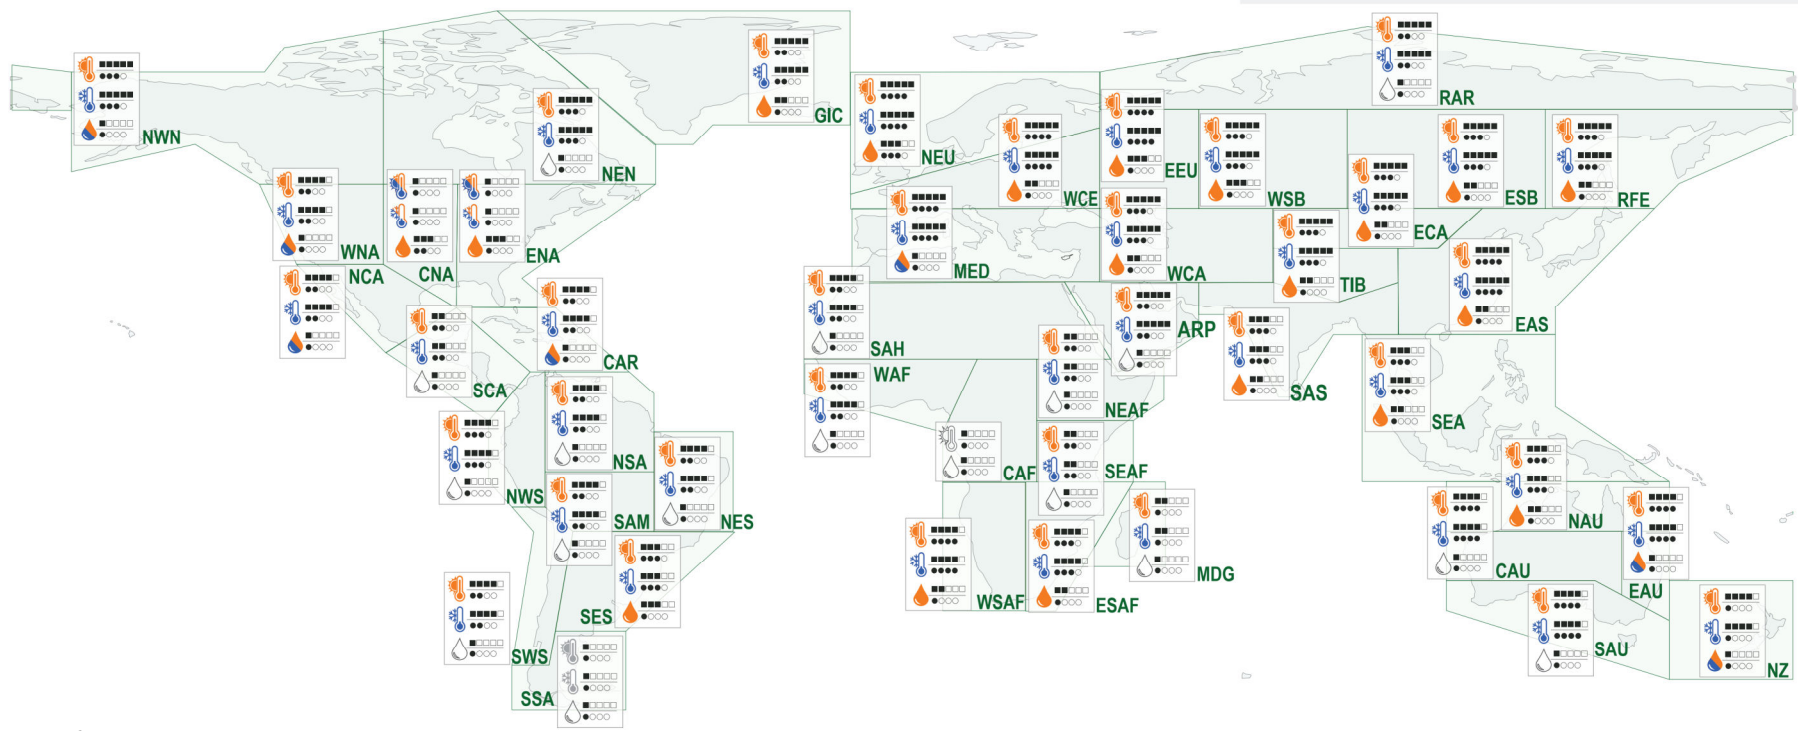 RAR
NWN
GIC
NEN
NEU
WCE
EEU
WSB
ESB
RFE
ECA
WNA
CNA
ENA
NCA
MED
WCA
TIB
EAS
SAH
CAR
SCA
ARP
WAF
NEAF
SAS
SEA
NSA
NWS
SAM
NES
CAF
SEAF
NAU
CAU
EAU
MDG
WSAF
ESAF
SES
SWS
SSA
SAU
NZ